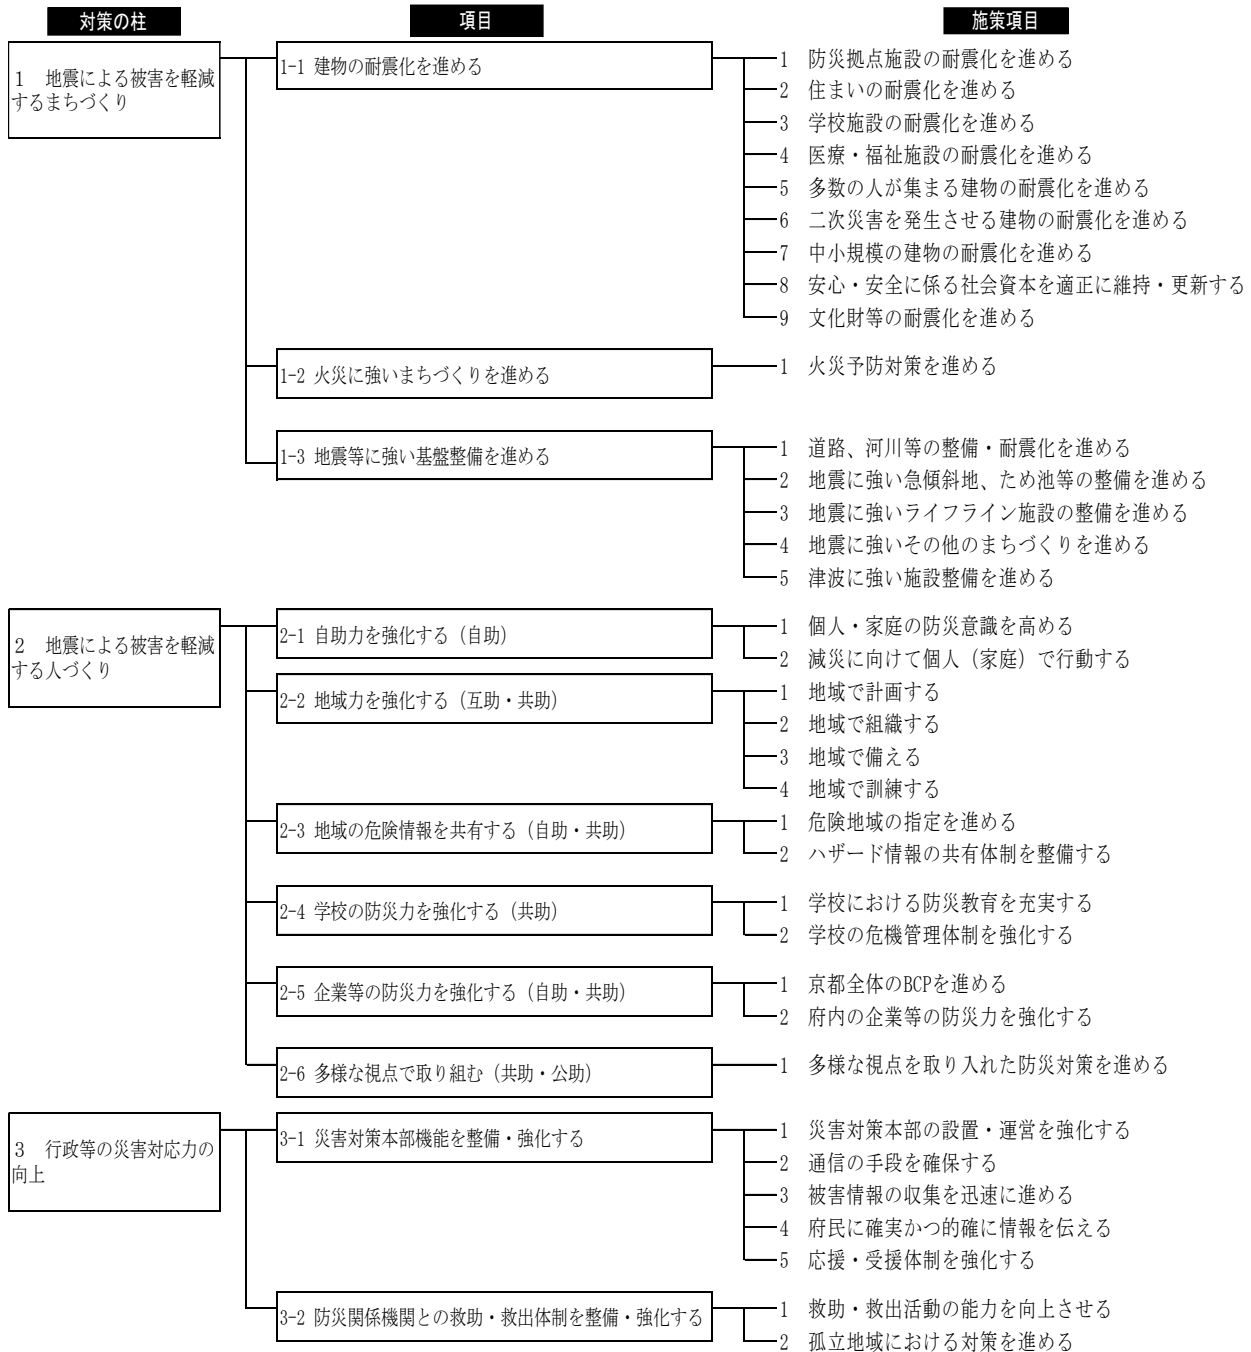 対策の柱
項目
施策項目
1　地震による被害を軽減
するまちづくり
1-1 建物の耐震化を進める
1　防災拠点施設の耐震化を進める
2　住まいの耐震化を進める
3　学校施設の耐震化を進める
4　医療・福祉施設の耐震化を進める
5　多数の人が集まる建物の耐震化を進める
6　二次災害を発生させる建物の耐震化を進める
7　中小規模の建物の耐震化を進める
8　安心・安全に係る社会資本を適正に維持・更新する
9　文化財等の耐震化を進める
1-2 火災に強いまちづくりを進める
1　火災予防対策を進める
1-3 地震等に強い基盤整備を進める
1　道路、河川等の整備・耐震化を進める
2　地震に強い急傾斜地、ため池等の整備を進める
3　地震に強いライフライン施設の整備を進める
4　地震に強いその他のまちづくりを進める
5　津波に強い施設整備を進める
2　地震による被害を軽減
する人づくり
2-1 自助力を強化する（自助）
1　個人・家庭の防災意識を高める
2　減災に向けて個人（家庭）で行動する
2-2 地域力を強化する（互助・共助）
1　地域で計画する
2　地域で組織する
3　地域で備える
4　地域で訓練する
2-3 地域の危険情報を共有する（自助・共助）
1　危険地域の指定を進める
2　ハザード情報の共有体制を整備する
2-4 学校の防災力を強化する（共助）
1　学校における防災教育を充実する
2　学校の危機管理体制を強化する
2-5 企業等の防災力を強化する（自助・共助）
1　京都全体のBCPを進める
2　府内の企業等の防災力を強化する
2-6 多様な視点で取り組む（共助・公助）
1　多様な視点を取り入れた防災対策を進める
3　行政等の災害対応力の
向上
3-1 災害対策本部機能を整備・強化する
1　災害対策本部の設置・運営を強化する
2　通信の手段を確保する
3　被害情報の収集を迅速に進める
4　府民に確実かつ的確に情報を伝える
5　応援・受援体制を強化する
3-2 防災関係機関との救助・救出体制を整備・強化する
1　救助・救出活動の能力を向上させる
2　孤立地域における対策を進める